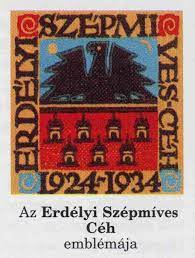 ERDÉLYI
SZÉPMI
VES·CÉH
1924-1934
Az Erdélyi Szépmíves
Céh
emblémája